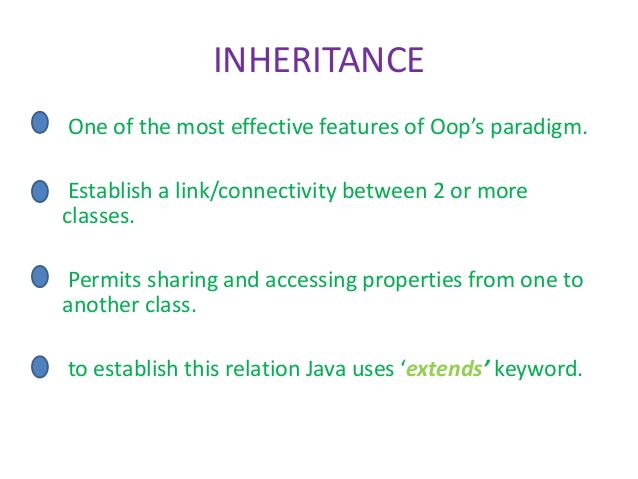 INHERITANCE
One of the most effective features of Oop’s paradigm.
Establish a link/connectivity between 2 or more
classes.
Permits sharing and accessing properties from one to
another class.
to establish this relation Java uses ‘extends’ keyword.